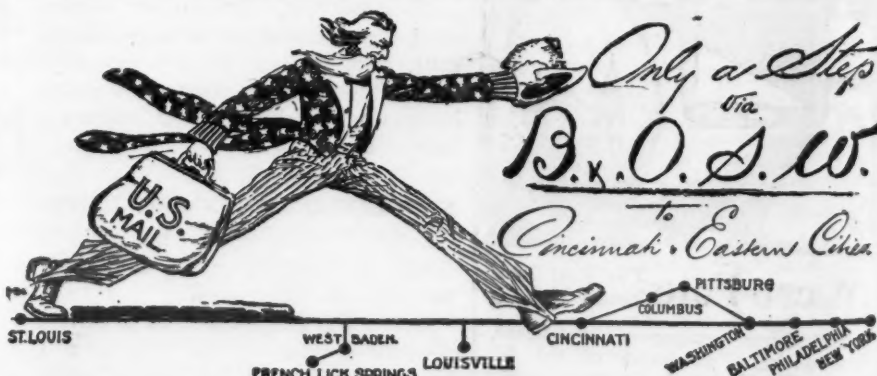 Only a Step
via
B. & O. S. W.
to
Cincinnati & Eastern Cities
U.S.
MAIL
PITTSBURG
COLUMBUS
ST. LOUIS
WEST BADEN
FRENCH LICK SPRINGS
LOUISVILLE
CINCINNATI
WASHINGTON
BALTIMORE
PHILADELPHIA
NEW YORK